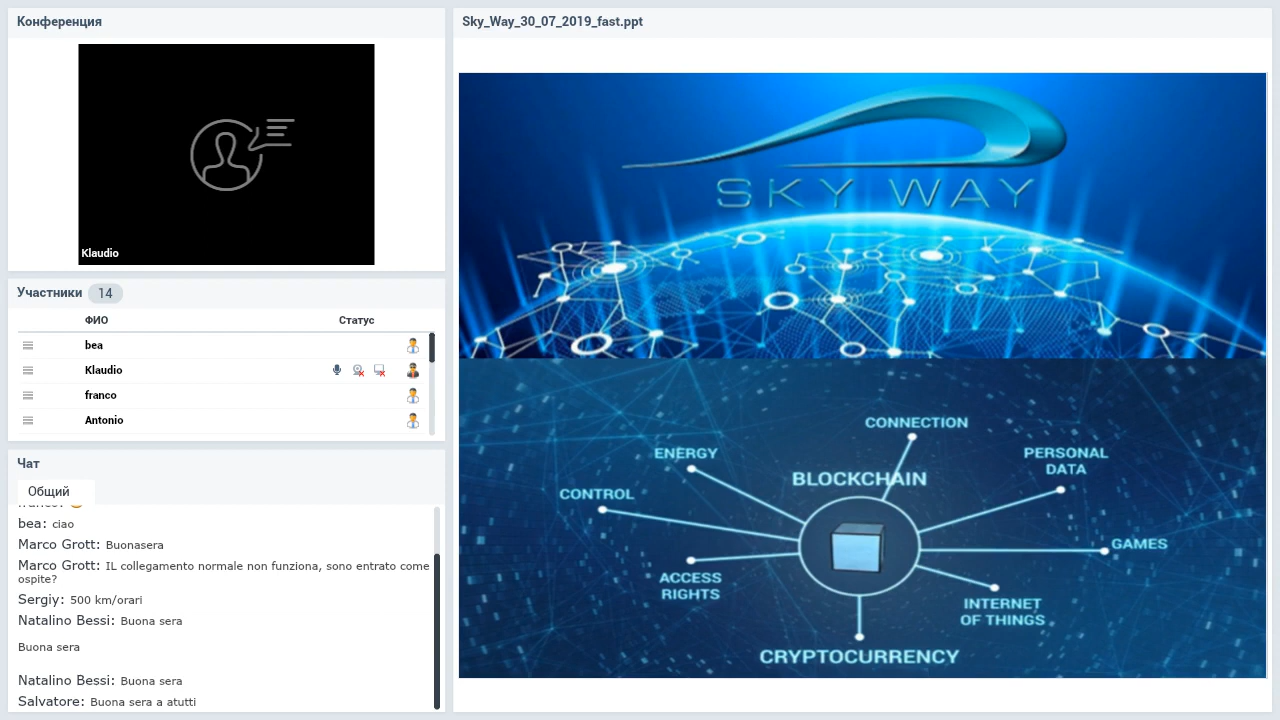 Конференция
Klaudio
Участники 14
ФИО Статус
bea
Klaudio
franco
Antonio
Чат
Общий
bea: ciao
Marco Grott: Buonasera
Marco Grott: IL collegamento normale non funziona, sono entrato come
ospite?
Sergiy: 500 km/orari
Natalino Bessi: Buona sera
Buona sera
Natalino Bessi: Buona sera
Salvatore: Buona sera a atutti
Sky_Way_30_07_2019_fast.ppt
SKY WAY
CONNECTION
ENERGY
PERSONAL
DATA
BLOCKCHAIN
CONTROL
GAMES
ACCESS
RIGHTS
INTERNET
OF THINGS
CRYPTOCURRENCY